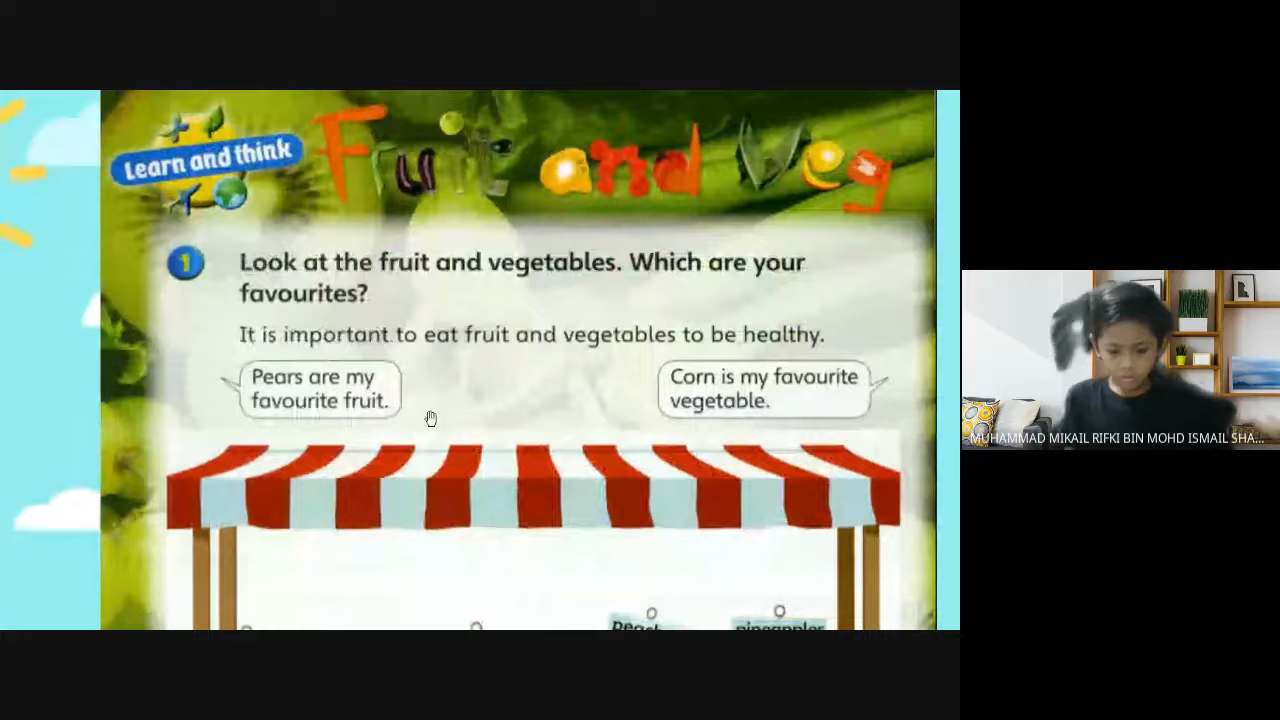 Learn and think
Fruit and Veg
1
Look at the fruit and vegetables. Which are your
favourites?
It is important to eat fruit and vegetables to be healthy.
Pears are my
favourite fruit.
Corn is my favourite
vegetable.
MUHAMMAD MIKAIL RIFKI BIN MOHD ISMAIL SHA...